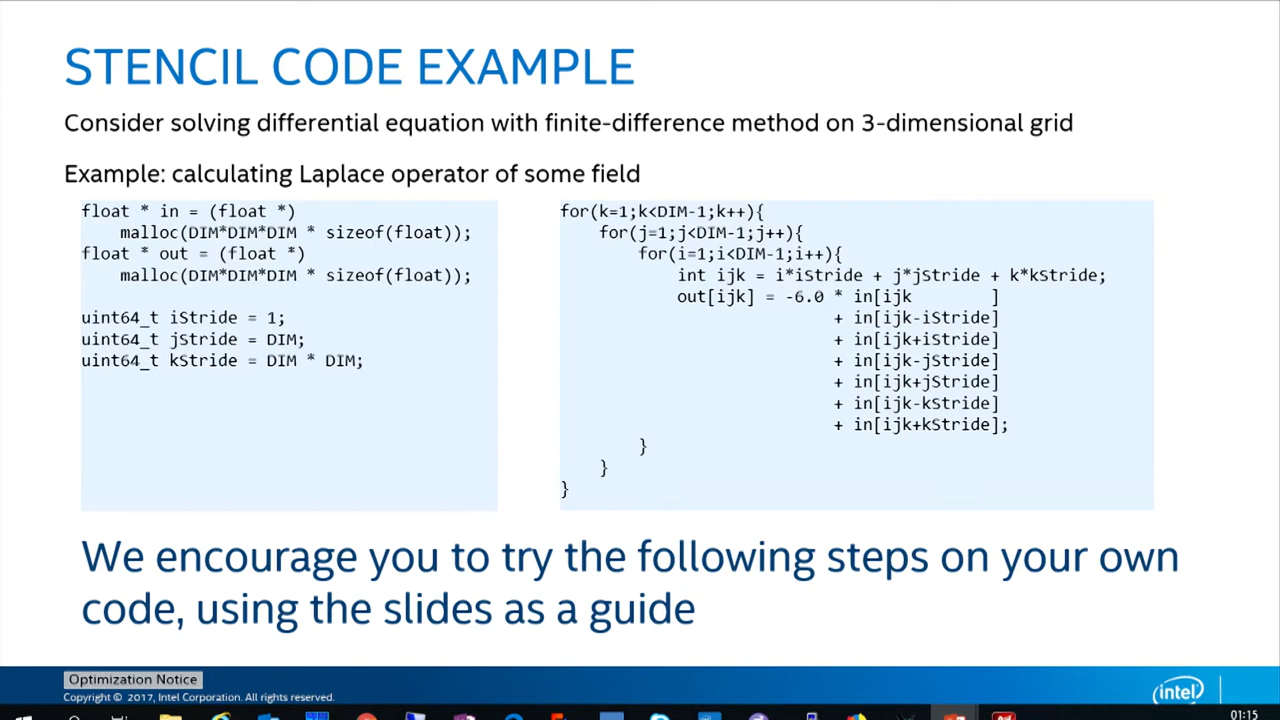 STENCIL CODE EXAMPLE
Consider solving differential equation with finite-difference method on 3-dimensional grid
Example: calculating Laplace operator of some field
float * in = (float *)
malloc(DIM*DIM*DIM * sizeof(float));
float * out = (float *)
malloc(DIM*DIM*DIM * sizeof(float));
uint64_t iStride = 1;
uint64_t jStride = DIM;
uint64_t kStride = DIM * DIM;
for(k=1;k<DIM-1;k++){
for(j=1;j<DIM-1;j++){
for(i=1;i<DIM-1;i++){
int ijk = i*iStride + j*jStride + k*kStride;
out[ijk] = -6.0 * in[ijk        ]
+ in[ijk-iStride]
+ in[ijk+iStride]
+ in[ijk-jStride]
+ in[ijk+jStride]
+ in[ijk-kStride]
+ in[ijk+kStride];
}
}
}
We encourage you to try the following steps on your own
code, using the slides as a guide
Optimization Notice
Copyright © 2017, Intel Corporation. All rights reserved.
intel
01:15